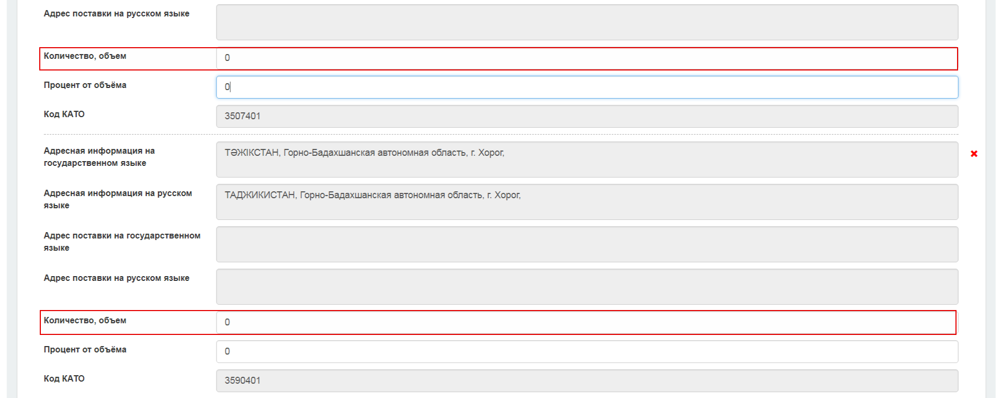 Адрес поставки на русском языке
Количество, объем
0
Процент от объёма
0
Код КАТО
3507401
Адресная информация на
государственном языке
ТӘЖІКСТАН, Горно-Бадахшанская автономная область, г. Хорог,
Адресная информация на русском
языке
ТАДЖИКИСТАН, Горно-Бадахшанская автономная область, г. Хорог,
Адрес поставки на государственном
языке
Адрес поставки на русском языке
Количество, объем
0
Процент от объёма
0
Код КАТО
3590401